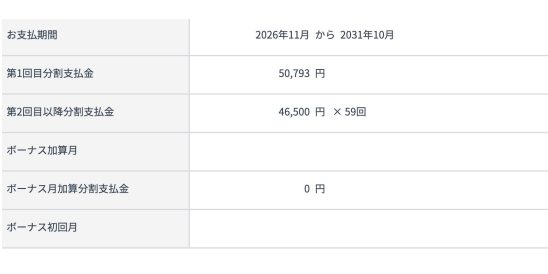 お支払期間 2026年11月 から 2031年10月
第1回目分割支払金 50,793 円
第2回目以降分割支払金 46,500 円 × 59回
ボーナス加算月
ボーナス月加算分割支払金 0 円
ボーナス初回月